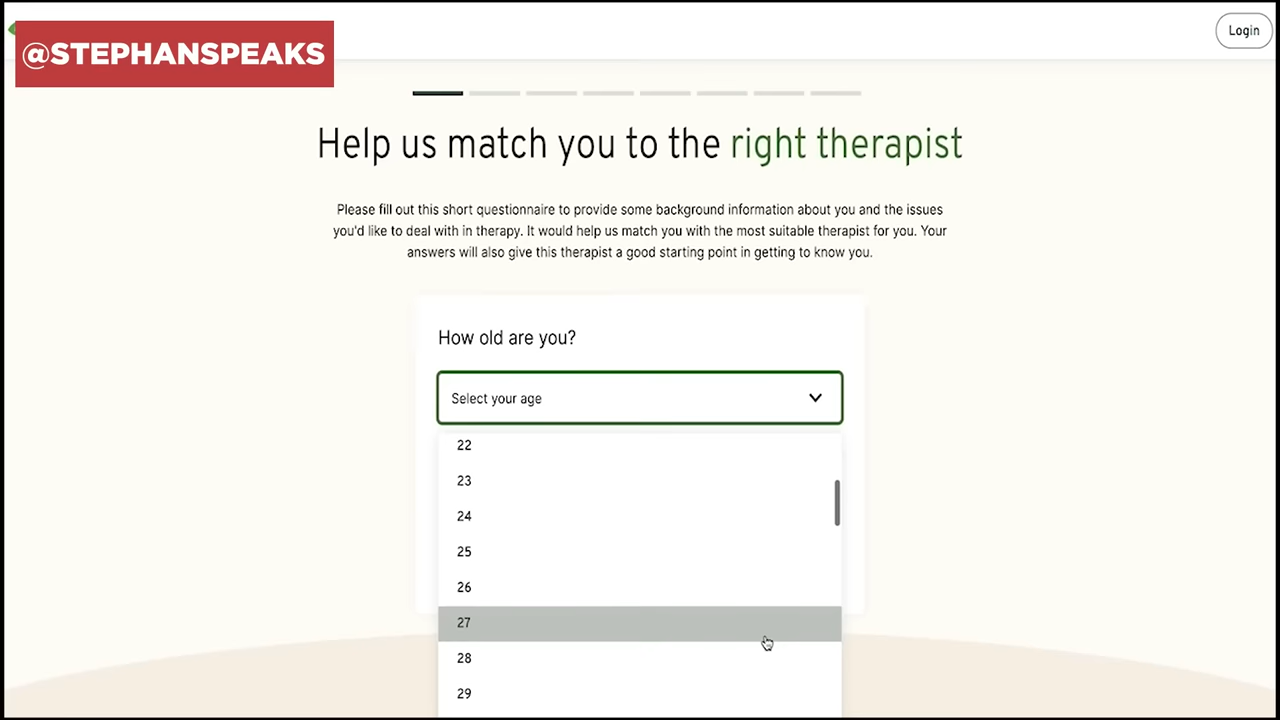 @STEPHANSPEAKS
Login
Help us match you to the right therapist
Please fill out this short questionnaire to provide some background information about you and the issues
you'd like to deal with in therapy. It would help us match you with the most suitable therapist for you. Your
answers will also give this therapist a good starting point in getting to know you.
How old are you?
Select your age
22
23
24
25
26
27
28
29